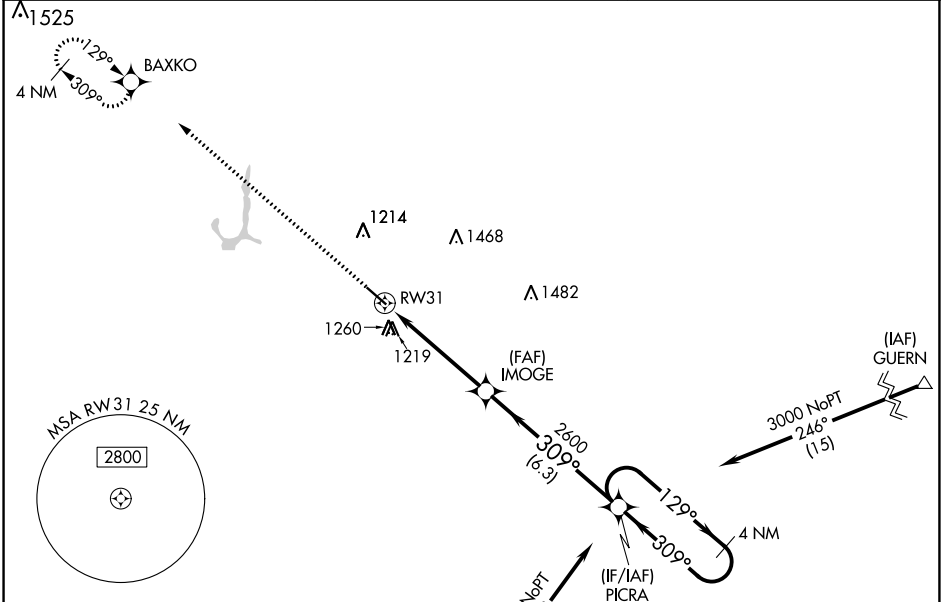 1525
129°
BAXKO
4 NM
309°
1214
1468
RW31
1482
1260
1219
(FAF)
IMOGE
(IAF)
GUERN
3000 NoPT
246°
(15)
MSA RW31 25 NM
2800
2600
309°
(6.3)
129°
4 NM
309°
(IF/IAF)
PICRA
NoPT